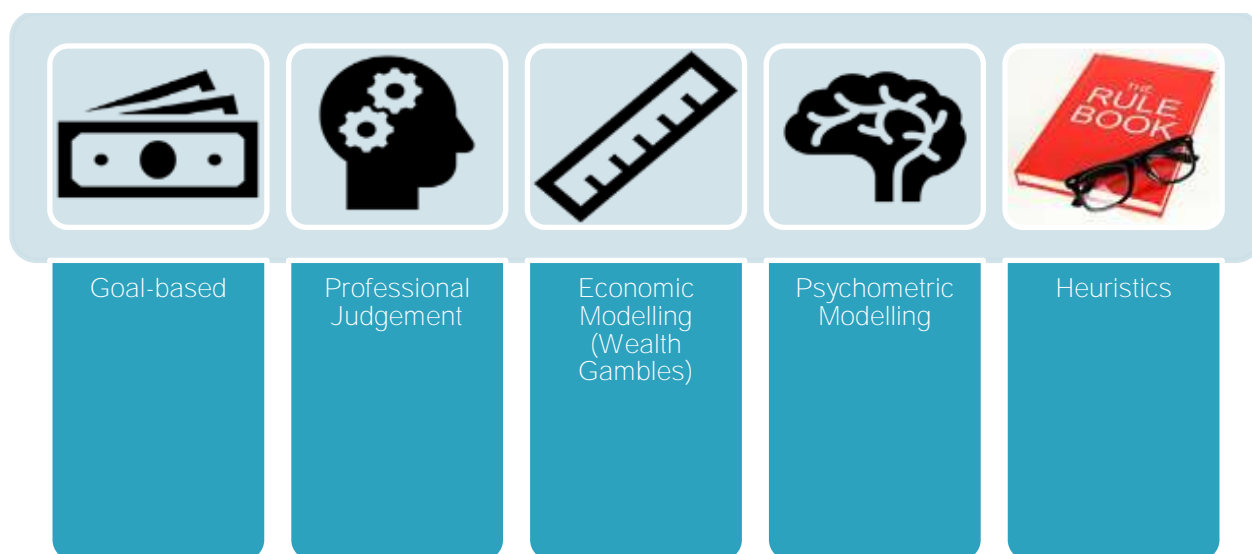 THE
RULE
BOOK
Goal-based
Professional
Judgement
Economic
Modelling
(Wealth
Gambles)
Psychometric
Modelling
Heuristics